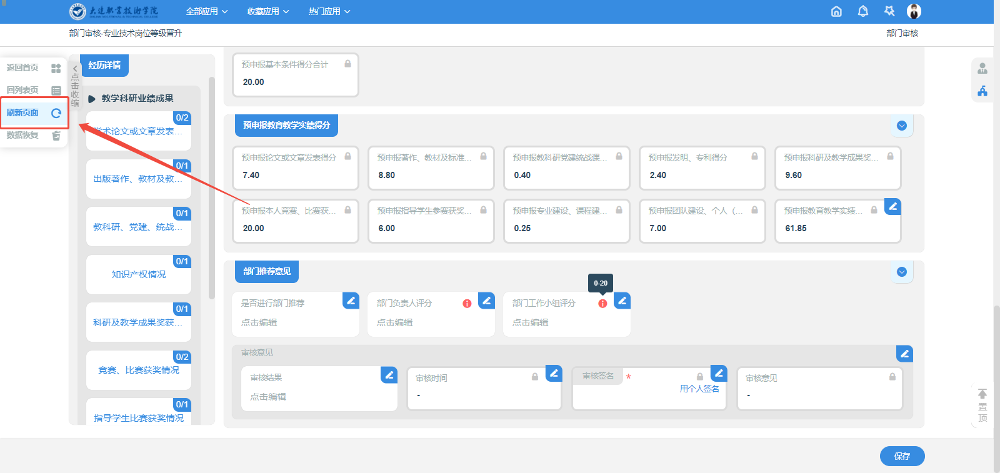 大连职业技术学院
全部应用
收藏应用
热门应用
部门审核-专业技术岗位等级晋升
部门审核
返回首页
回列表页
刷新页面
数据恢复
点击收缩
经历详情
教学科研业绩成果
0/2
学术论文或文章发表...
0/1
出版著作、教材及教...
0/1
教科研、党建、统战...
0/1
知识产权情况
0/1
科研及教学成果奖获...
0/2
竞赛、比赛获奖情况
0/1
指导学生比赛获奖情况
预申报基本条件得分合计
20.00
预申报教育教学实绩得分
预申报论文或文章发表得分
7.40
预申报著作、教材及标准...
8.80
预申报教科研党建统战课...
0.40
预申报发明、专利得分
2.40
预申报科研及教学成果奖...
9.60
预申报本人竞赛、比赛获...
20.00
预申报指导学生参赛获奖...
6.00
预申报专业建设、课程建...
0.25
预申报团队建设、个人（...
7.00
预申报教育教学实绩...
61.85
部门推荐意见
0-20
是否进行部门推荐
点击编辑
部门负责人评分
点击编辑
部门工作小组评分
点击编辑
审核意见
审核结果
点击编辑
审核时间
-
审核签名 *
用个人签名
审核意见
-
置顶
保存